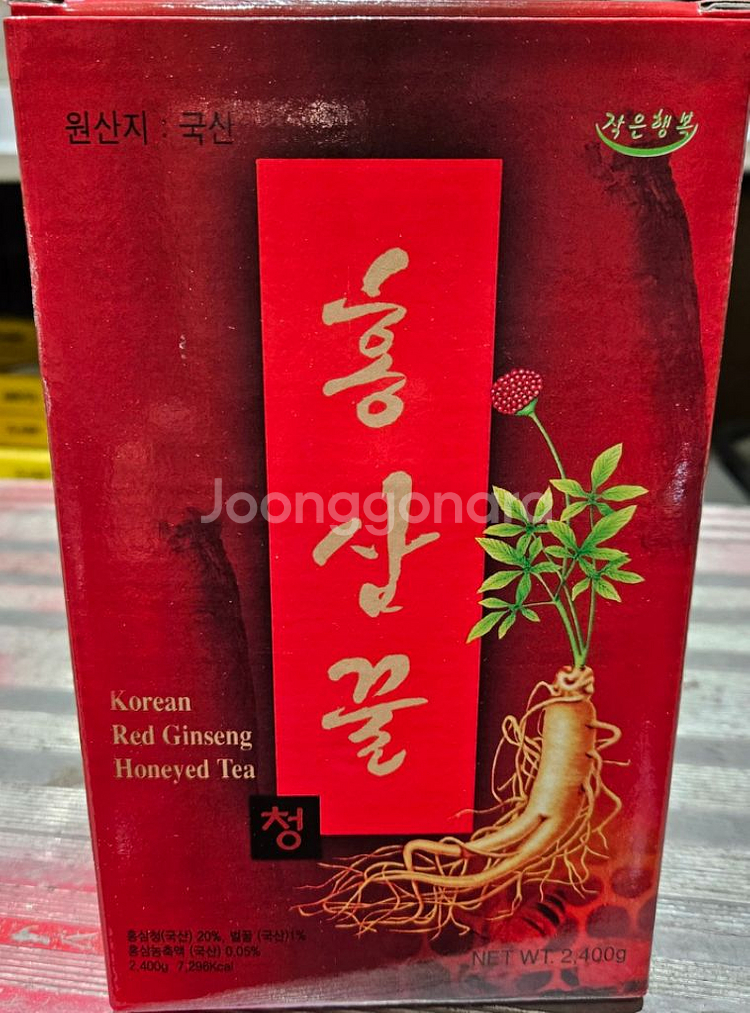 원산지 : 국산
작은행복
홍
삼
꿀
Joonggonara
Korean
Red Ginseng
Honeyed Tea
청
홍삼청(국산) 20%, 벌꿀 (국산)1%
홍삼농축액 (국산) 0.05%
2,400g 7,296Kcal
NET WT. 2,400g